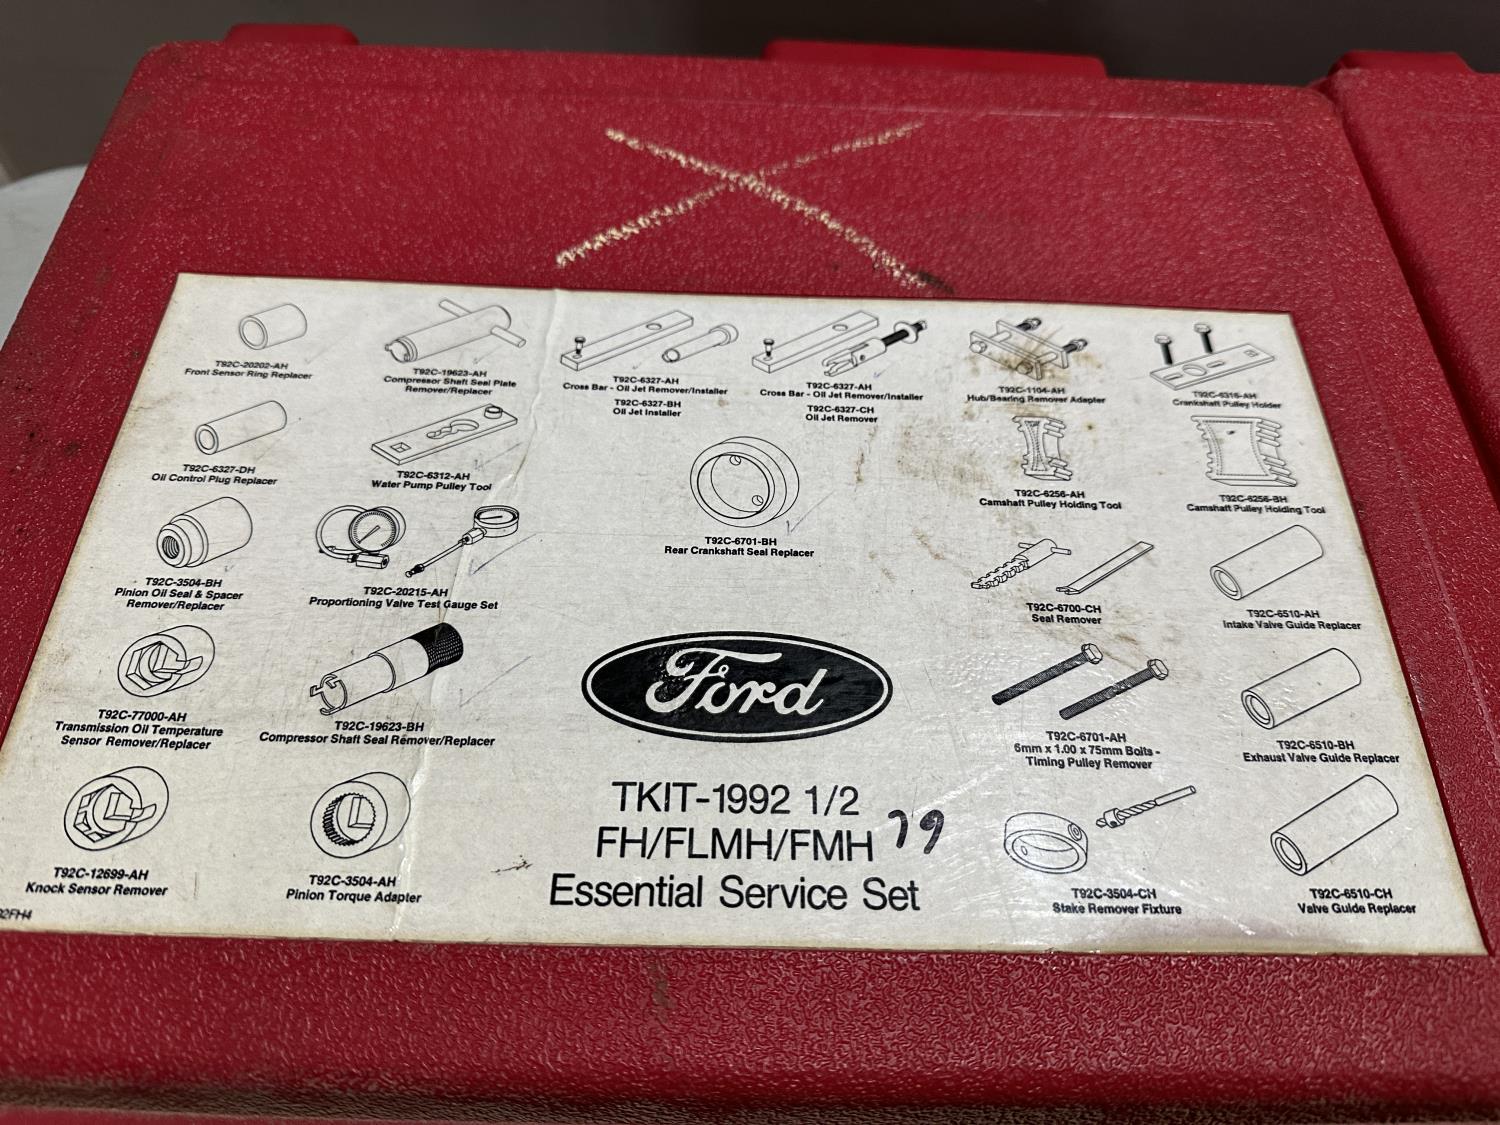 T92C-20202-AH
Front Sensor Ring Replacer
T92C-19623-AH
Compressor Shaft Seal Plate
Remover/Replacer
T92C-6327-AH
Cross Bar - Oil Jet Remover/Installer
T92C-6327-BH
Oil Jet Installer
T92C-6327-AH
Cross Bar - Oil Jet Remover/Installer
T92C-6327-CH
Oil Jet Remover
T92C-1104-AH
Hub/Bearing Remover Adapter
T92C-6316-AH
Crankshaft Pulley Holder
T92C-6327-DH
Oil Control Plug Replacer
T92C-6312-AH
Water Pump Pulley Tool
T92C-6701-BH
Rear Crankshaft Seal Replacer
T92C-6256-AH
Camshaft Pulley Holding Tool
T92C-6256-BH
Camshaft Pulley Holding Tool
T92C-3504-BH
Pinion Oil Seal & Spacer
Remover/Replacer
T92C-20215-AH
Proportioning Valve Test Gauge Set
T92C-6700-CH
Seal Remover
T92C-6510-AH
Intake Valve Guide Replacer
T92C-77000-AH
Transmission Oil Temperature
Sensor Remover/Replacer
T92C-19623-BH
Compressor Shaft Seal Remover/Replacer
Ford
T92C-6701-AH
6mm x 1.00 x 75mm Bolts -
Timing Pulley Remover
T92C-6510-BH
Exhaust Valve Guide Replacer
T92C-12699-AH
Knock Sensor Remover
T92C-3504-AH
Pinion Torque Adapter
TKIT-1992 1/2
FH/FLMH/FMH 79
Essential Service Set
T92C-3504-CH
Stake Remover Fixture
T92C-6510-CH
Valve Guide Replacer